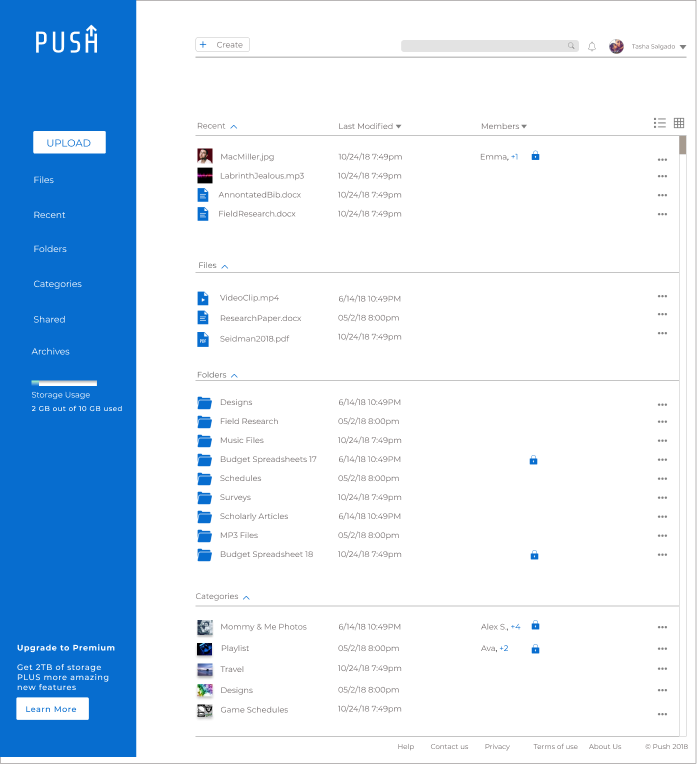 PUSH
+ Create
Tasha Salgado
UPLOAD
Files
Recent
Folders
Categories
Shared
Archives
Storage Usage
2 GB out of 10 GB used
Upgrade to Premium
Get 2TB of storage
PLUS more amazing
new features
Learn More
Recent Last Modified Members
MacMiller.jpg 10/24/18 7:49pm Emma, +1
LabrinthJealous.mp3 10/24/18 7:49pm
AnnontatedBib.docx 10/24/18 7:49pm
FieldResearch.docx 10/24/18 7:49pm
Files
VideoClip.mp4 6/14/18 10:49PM
ResearchPaper.docx 05/2/18 8:00pm
PDF Seidman2018.pdf 10/24/18 7:49pm
Folders
Designs 6/14/18 10:49PM
Field Research 05/2/18 8:00pm
Music Files 10/24/18 7:49pm
Budget Spreadsheets 17 6/14/18 10:49PM
Schedules 05/2/18 8:00pm
Surveys 10/24/18 7:49pm
Scholarly Articles 6/14/18 10:49PM
MP3 Files 05/2/18 8:00pm
Budget Spreadsheet 18 10/24/18 7:49pm
Categories
Mommy & Me Photos 6/14/18 10:49PM Alex S., +4
Playlist 05/2/18 8:00pm Ava, +2
Travel 10/24/18 7:49pm
Designs 05/2/18 8:00pm
Game Schedules 10/24/18 7:49pm
Help Contact us Privacy Terms of use About Us © Push 2018